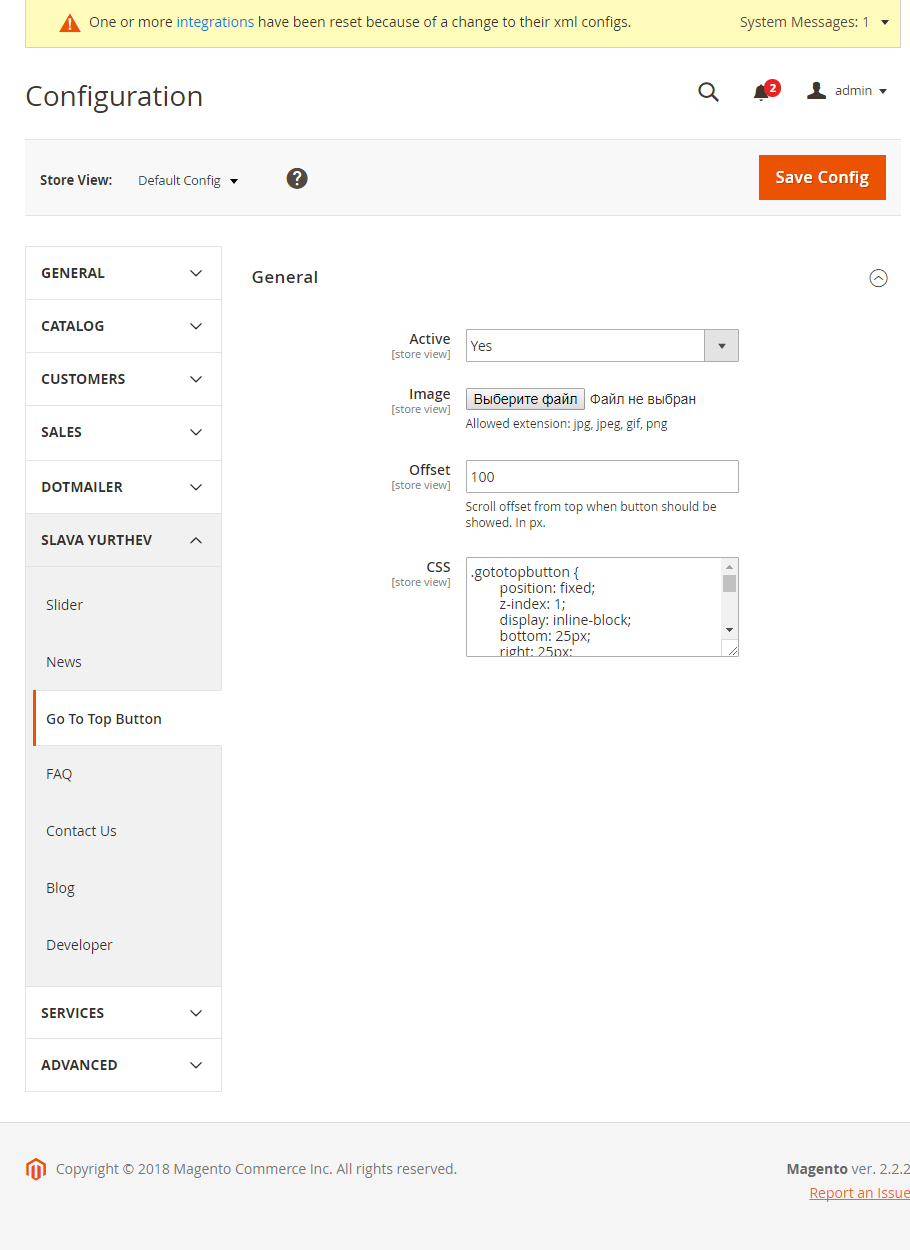 One or more integrations have been reset because of a change to their xml configs.
System Messages: 1
Configuration
2
admin
Store View:
Default Config
?
Save Config
GENERAL
CATALOG
CUSTOMERS
SALES
DOTMAILER
SLAVA YURTHEV
Slider
News
Go To Top Button
FAQ
Contact Us
Blog
Developer
SERVICES
ADVANCED
General
Active
[store view]
Yes
Image
[store view]
Выберите файл Файл не выбран
Allowed extension: jpg, jpeg, gif, png
Offset
[store view]
100
Scroll offset from top when button should be
showed. In px.
CSS
[store view]
.gototopbutton {
position: fixed;
z-index: 1;
display: inline-block;
bottom: 25px;
right: 25px;
Copyright © 2018 Magento Commerce Inc. All rights reserved.
Magento ver. 2.2.2
Report an Issue